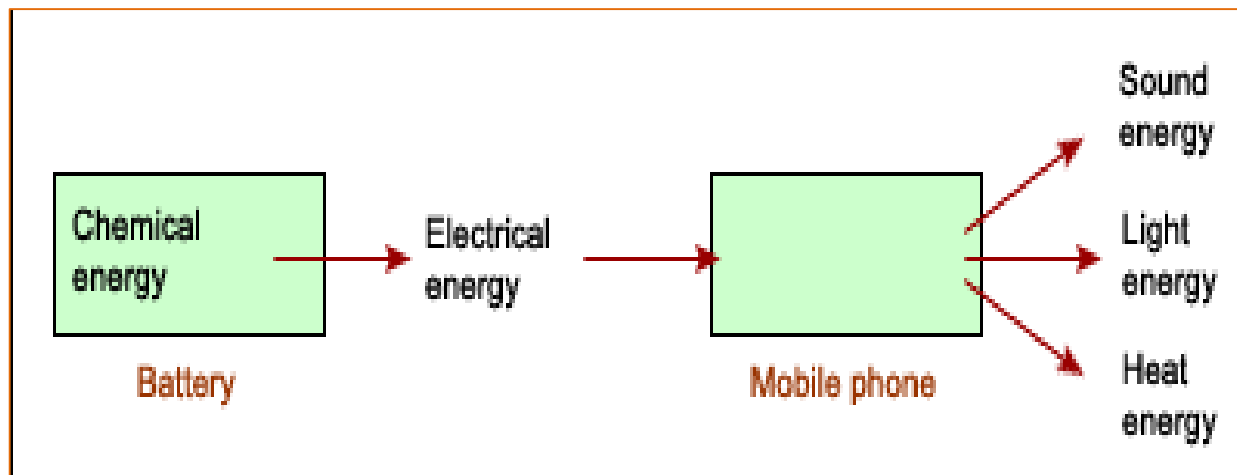 Chemical
energy
Battery
Electrical
energy
Mobile phone
Sound
energy
Light
energy
Heat
energy